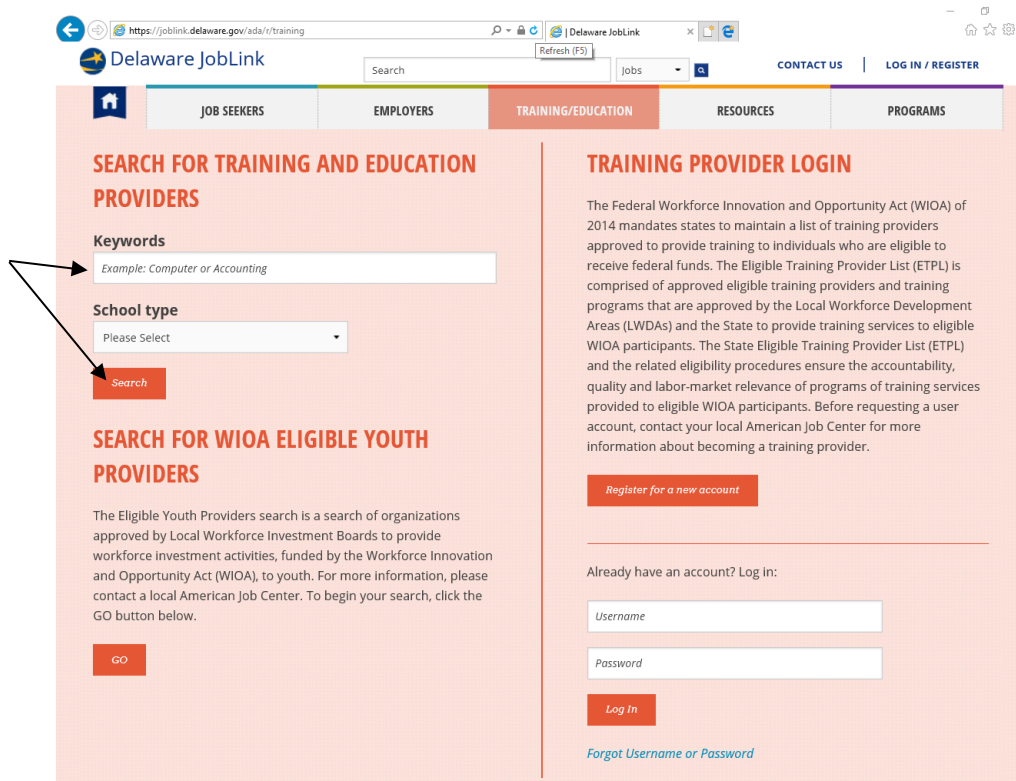 https://joblink.delaware.gov/ada/r/training
| Delaware JobLink
Refresh (F5)
Delaware JobLink
Search
Jobs
CONTACT US
LOG IN / REGISTER
JOB SEEKERS
EMPLOYERS
TRAINING/EDUCATION
RESOURCES
PROGRAMS
SEARCH FOR TRAINING AND EDUCATION
PROVIDERS
Keywords
Example: Computer or Accounting
School type
Please Select
Search
SEARCH FOR WIOA ELIGIBLE YOUTH
PROVIDERS
The Eligible Youth Providers search is a search of organizations
approved by Local Workforce Investment Boards to provide
workforce investment activities, funded by the Workforce Innovation
and Opportunity Act (WIOA), to youth. For more information, please
contact a local American Job Center. To begin your search, click the
GO button below.
GO
TRAINING PROVIDER LOGIN
The Federal Workforce Innovation and Opportunity Act (WIOA) of
2014 mandates states to maintain a list of training providers
approved to provide training to individuals who are eligible to
receive federal funds. The Eligible Training Provider List (ETPL) is
comprised of approved eligible training providers and training
programs that are approved by the Local Workforce Development
Areas (LWDAs) and the State to provide training services to eligible
WIOA participants. The State Eligible Training Provider List (ETPL)
and the related eligibility procedures ensure the accountability,
quality and labor-market relevance of programs of training services
provided to eligible WIOA participants. Before requesting a user
account, contact your local American Job Center for more
information about becoming a training provider.
Register for a new account
Already have an account? Log in:
Username
Password
Log In
Forgot Username or Password